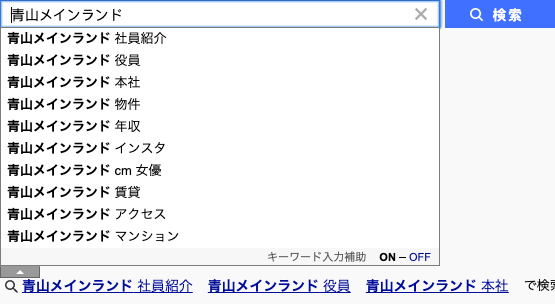 青山メインランド
検索
青山メインランド 社員紹介
青山メインランド 役員
青山メインランド 本社
青山メインランド 物件
青山メインランド 年収
青山メインランド インスタ
青山メインランド cm 女優
青山メインランド 賃貸
青山メインランド アクセス
青山メインランド マンション
キーワード入力補助 ON – OFF
青山メインランド 社員紹介 青山メインランド 役員 青山メインランド 本社 で検索